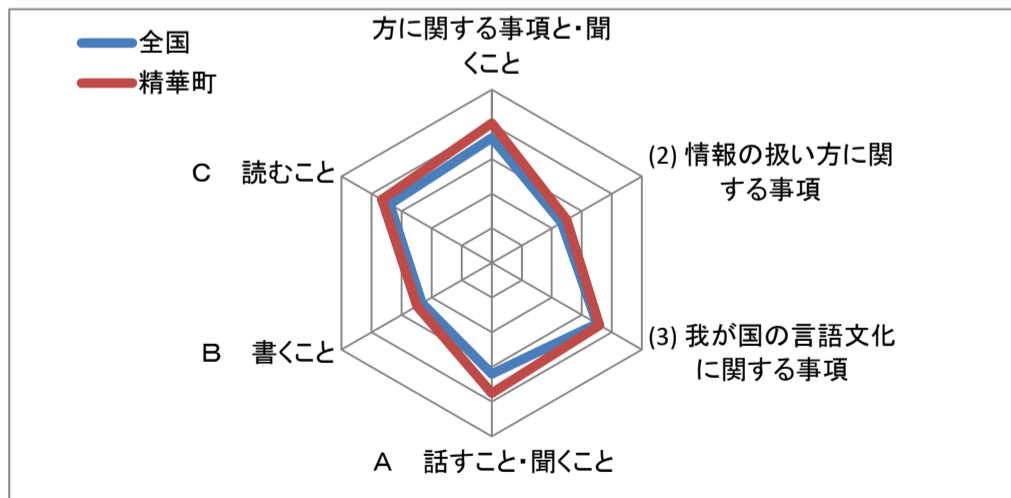 全国
精華町
方に関する事項と・聞
くこと
(2) 情報の扱い方に関
する事項
(3) 我が国の言語文化
に関する事項
A 話すこと・聞くこと
B 書くこと
C 読むこと